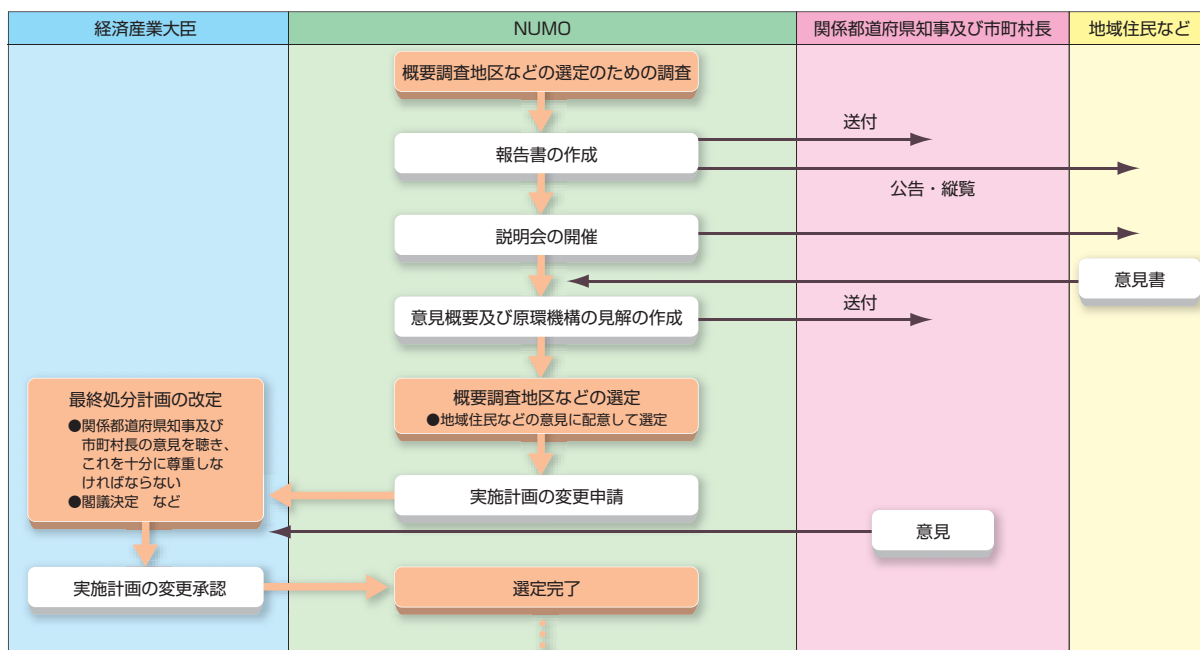 経済産業大臣
NUMO
関係都道府県知事及び市町村長
地域住民など
概要調査地区などの選定のための調査
送付
報告書の作成
公告・縦覧
説明会の開催
意見書
送付
意見概要及び原環機構の見解の作成
概要調査地区などの選定
●地域住民などの意見に配意して選定
最終処分計画の改定
●関係都道府県知事及び
市町村長の意見を聴き、
これを十分に尊重しな
ければならない
●閣議決定　など
実施計画の変更申請
意見
実施計画の変更承認
選定完了